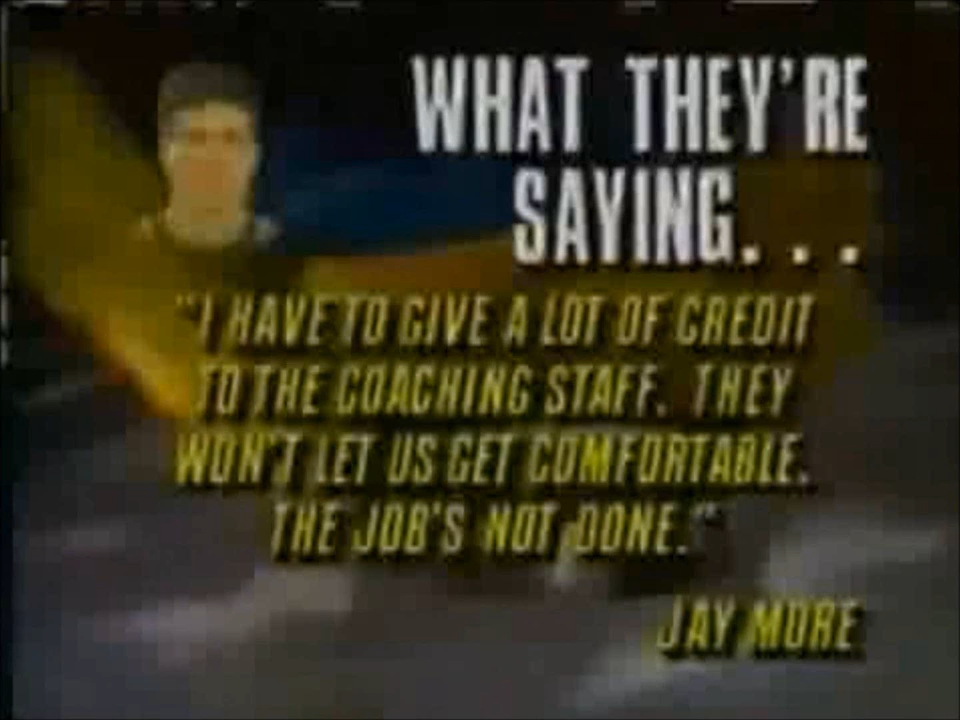 WHAT THEY'RE
SAYING...
"I HAVE TO GIVE A LOT OF CREDIT
TO THE COACHING STAFF. THEY
WON'T LET US GET COMFORTABLE.
THE JOB'S NOT DONE."
JAY MORE